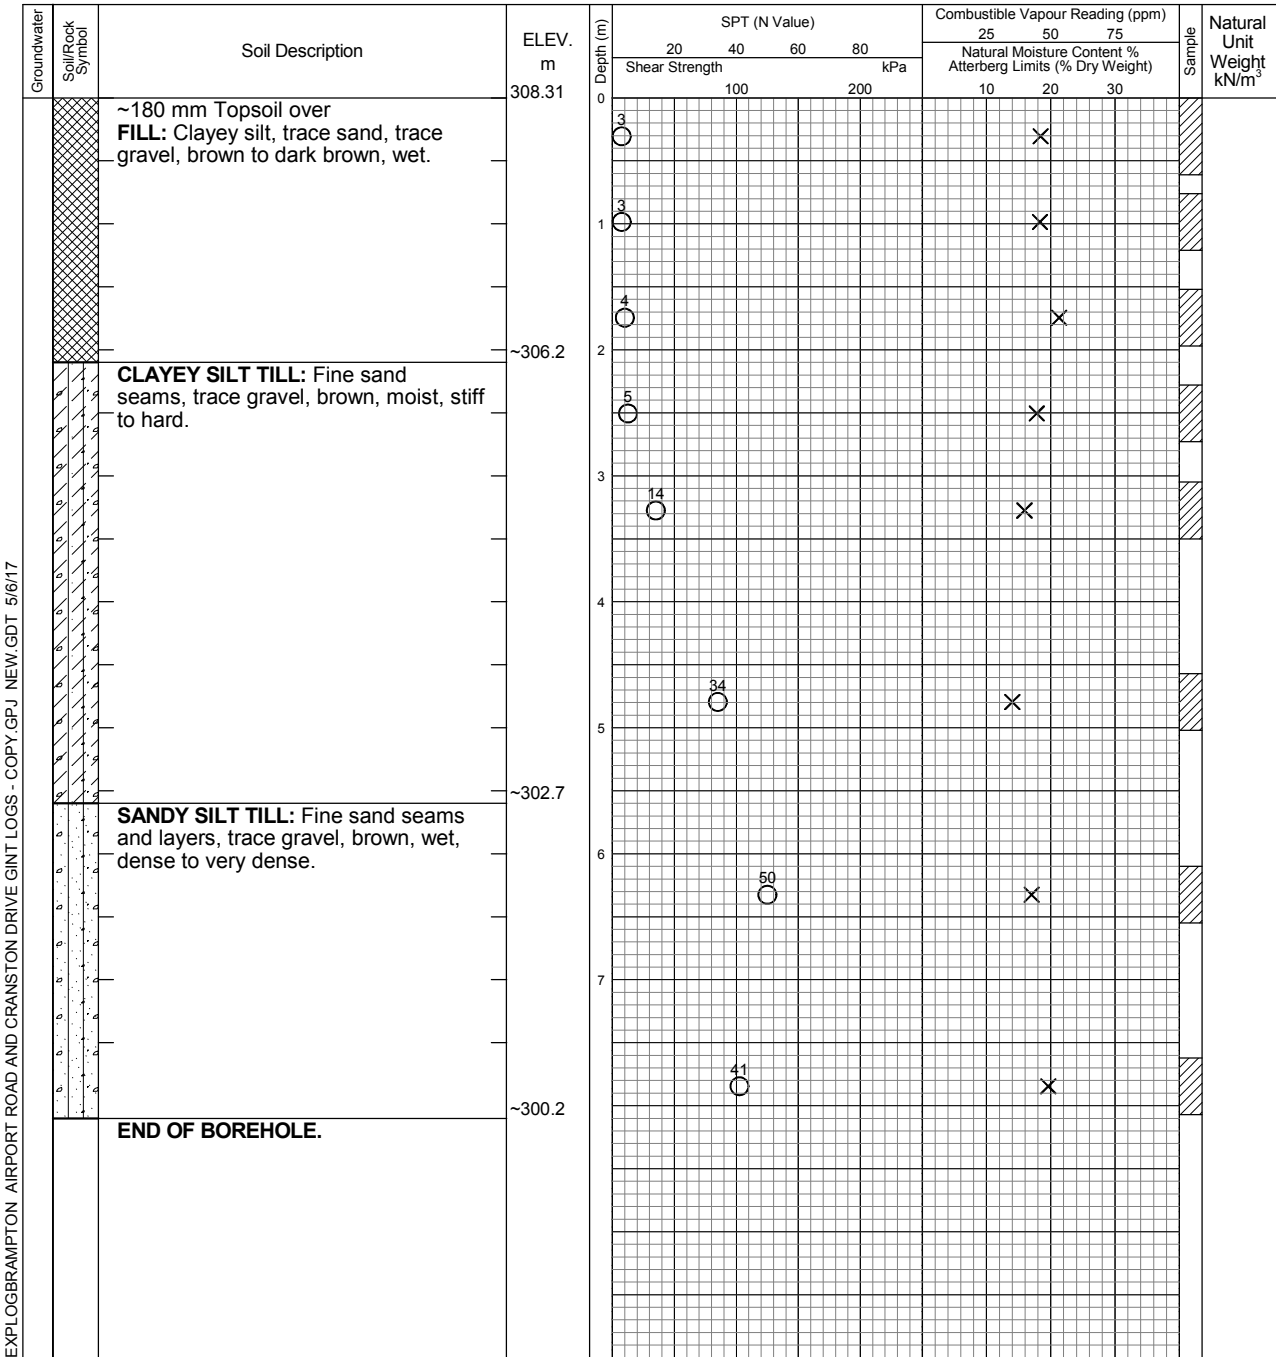 Groundwater
Soil/Rock
Symbol
Soil Description
ELEV.
m
308.31
Depth (m)
SPT (N Value)
20 40 60 80
Shear Strength kPa
100 200
Combustible Vapour Reading (ppm)
25 50 75
Natural Moisture Content %
Atterberg Limits (% Dry Weight)
10 20 30
Sample
Natural
Unit
Weight
kN/m³
0
~180 mm Topsoil over
FILL: Clayey silt, trace sand, trace
gravel, brown to dark brown, wet.
3
3
1
4
~306.2
2
CLAYEY SILT TILL: Fine sand
seams, trace gravel, brown, moist, stiff
to hard.
5
3
14
4
34
5
~302.7
SANDY SILT TILL: Fine sand seams
and layers, trace gravel, brown, wet,
dense to very dense.
6
50
7
41
~300.2
END OF BOREHOLE.
EXPLOGBRAMPTON AIRPORT ROAD AND CRANSTON DRIVE GINT LOGS - COPY.GPJ NEW.GDT 5/6/17